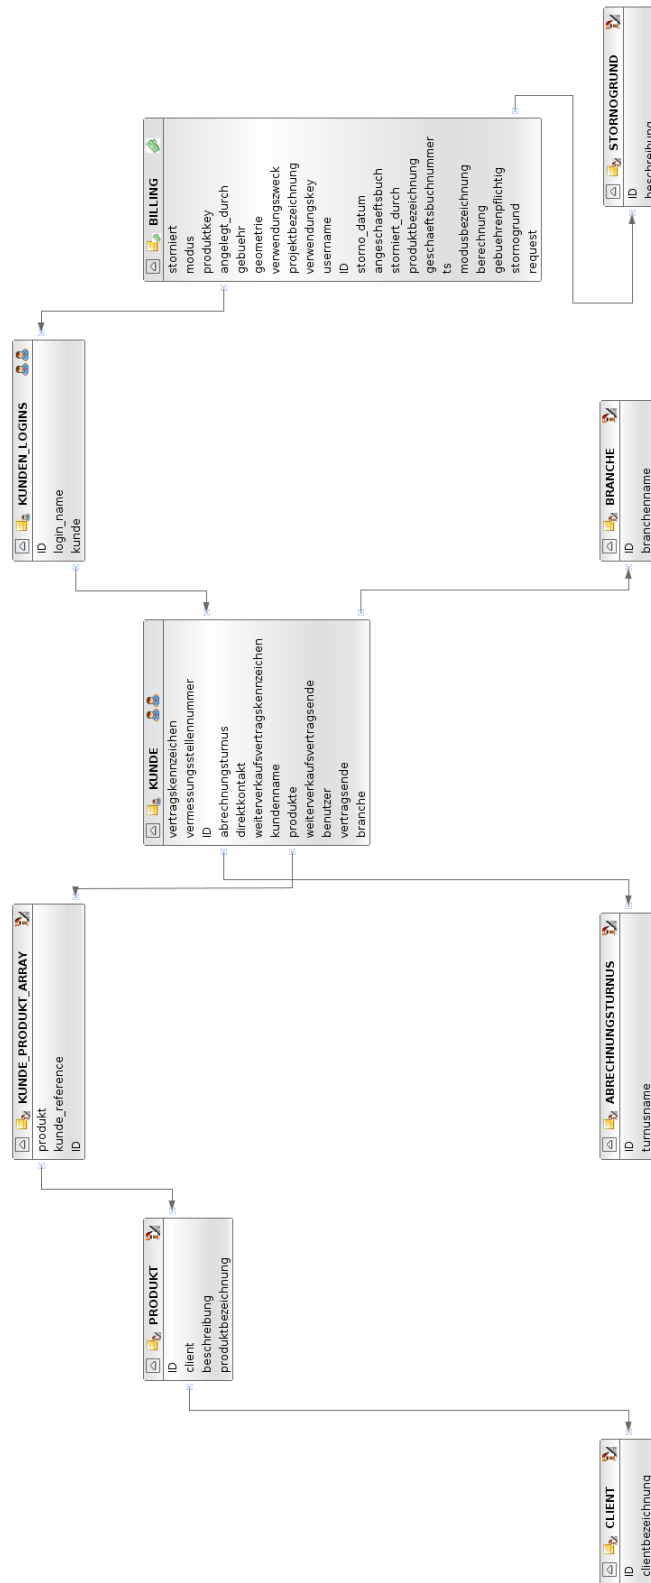 STORNOGRUND
ID
beschreibung
BILLING
storniert
modus
produktkey
angelegt_durch
gebuehr
geometrie
verwendungszweck
projektbezeichnung
verwendungskey
username
ID
storno_datum
angeschaeftsbuch
storniert_durch
produktbezeichnung
geschaeftsbuchnummer
ts
modusbezeichnung
berechnung
gebuehrenpflichtig
stornogrund
request
KUNDEN_LOGINS
ID
login_name
kunde
BRANCHE
ID
branchenname
KUNDE
vertragskennzeichen
vermessungsstellennummer
ID
abrechnungsturnus
direktkontakt
weiterverkaufsvertragskennzeichen
kundenname
produkte
weiterverkaufsvertragsende
benutzer
vertragsende
branche
KUNDE_PRODUKT_ARRAY
produkt
kunde_reference
ID
ABRECHNUNGSTURNUS
ID
turnusname
PRODUKT
ID
client
beschreibung
produktbezeichnung
CLIENT
ID
clientbezeichnung